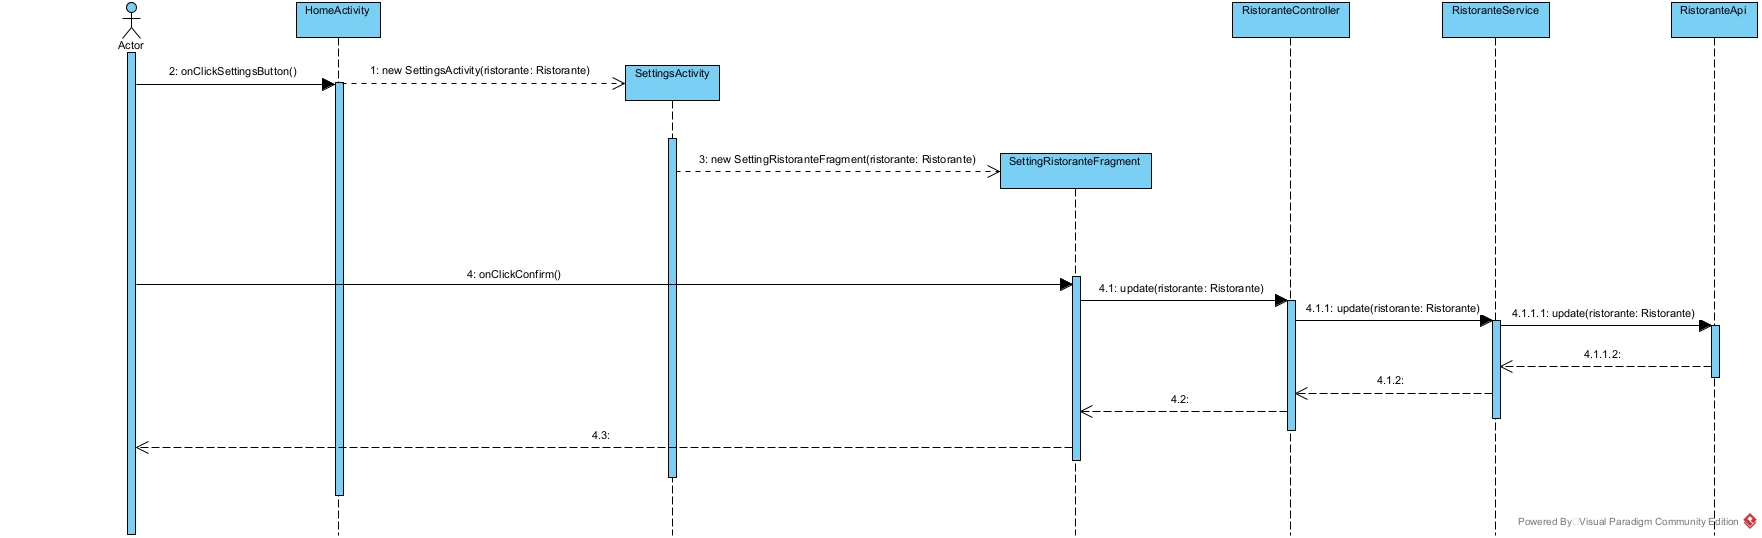 HomeActivity
RistoranteController
RistoranteService
RistoranteApi
Actor
2: onClickSettingsButton()
1: new SettingsActivity(ristorante: Ristorante)
SettingsActivity
3: new SettingRistoranteFragment(ristorante: Ristorante)
SettingRistoranteFragment
4: onClickConfirm()
4.1: update(ristorante: Ristorante)
4.1.1: update(ristorante: Ristorante)
4.1.1.1: update(ristorante: Ristorante)
4.1.1.2:
4.1.2:
4.2:
4.3:
Powered By Visual Paradigm Community Edition